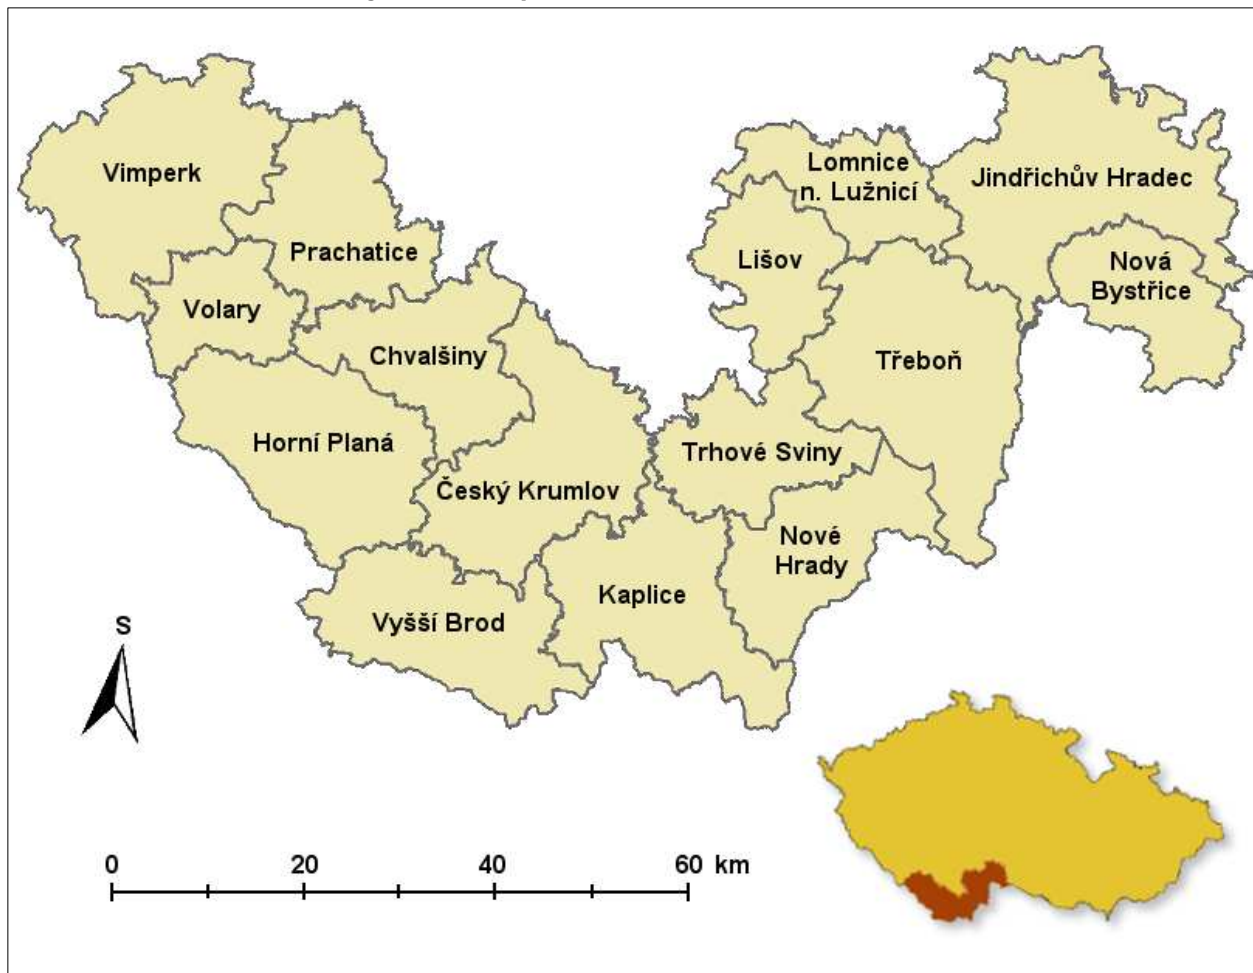 Vimperk
Lomnice
n. Lužnicí
Jindřichův Hradec
Prachatice
Lišov
Nová
Bystřice
Volary
Chvalšiny
Třeboň
Horní Planá
Trhové Sviny
Český Krumlov
Nové
Hrady
Kaplice
Vyšší Brod
S
0 20 40 60 km